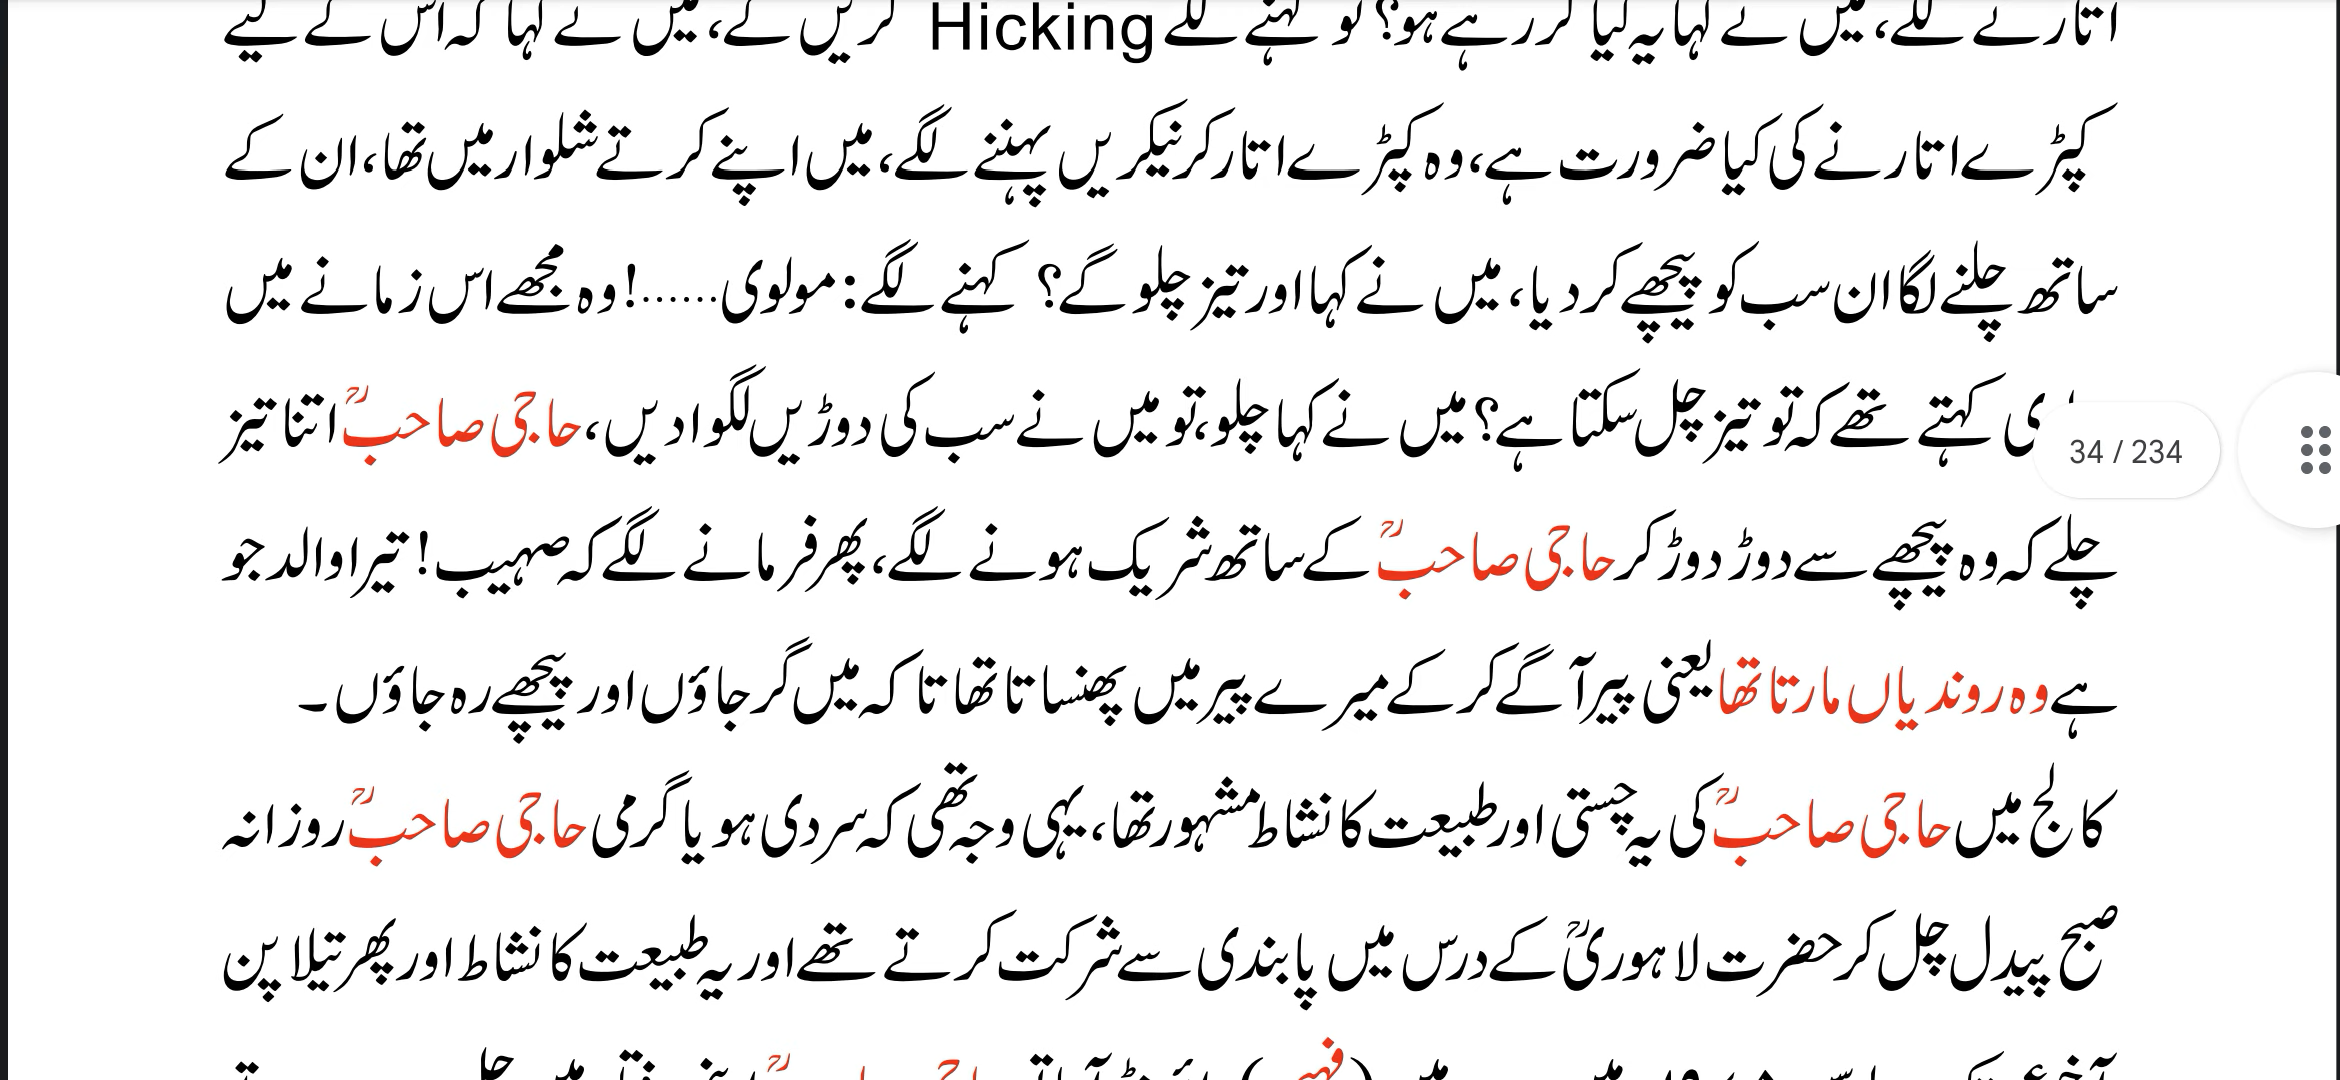 اتارنے لگے، میں نے کہا یہ کیا کر رہے ہو؟ تو کہنے لگے Hicking کریں گے، میں نے کہا کہ اس کے لیے
کپڑے اتارنے کی کیا ضرورت ہے، وہ کپڑے اتار کر نیکریں پہننے لگے، میں اپنے کرتے شلوار میں تھا، ان کے
ساتھ چلنے لگا ان سب کو پیچھے کر دیا، میں نے کہا اور تیز چلو گے؟ کہنے لگے: مولوی......! وہ مجھے اس زمانے میں
کہتے تھے کہ تو تیز چل سکتا ہے؟ میں نے کہا چلو، تو میں نے سب کی دوڑیں لگوا دیں، حاجی صاحبؒ اتنا تیز
34 / 234
چلے کہ وہ پیچھے سے دوڑ دوڑ کر حاجی صاحبؒ کے ساتھ شریک ہونے لگے، پھر فرمانے لگے کہ صہیب! تیرا والد جو
ہے وہ روندیاں مارتا تھا یعنی پیر آگے کر کے میرے پیر میں پھنساتا تھا تا کہ میں گر جاؤں اور پیچھے رہ جاؤں۔
کالج میں حاجی صاحبؒ کی یہ چستی اور طبیعت کا نشاط مشہور تھا، یہی وجہ تھی کہ سردی ہو یا گرمی حاجی صاحبؒ روزانہ
صبح پیدل چل کر حضرت لاہوریؒ کے درس میں پابندی سے شرکت کرتے تھے اور یہ طبیعت کا نشاط اور پھرتیلا پن